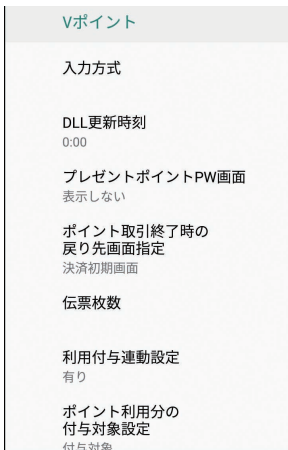 Vポイント
入力方式
DLL更新時刻
0:00
プレゼントポイントPW画面
表示しない
ポイント取引終了時の
戻り先画面指定
決済初期画面
伝票枚数
利用付与連動設定
有り
ポイント利用分の
付与対象設定
付与対象